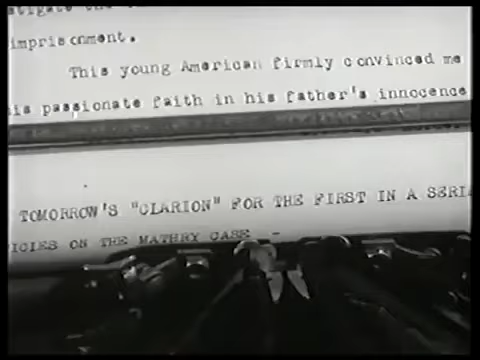 imprisonment.
This young American firmly convinced me
his passionate faith in his father's innocence
TOMORROW'S "CLARION" FOR THE FIRST IN A SERI
ICLES ON THE MATHRY CASE -